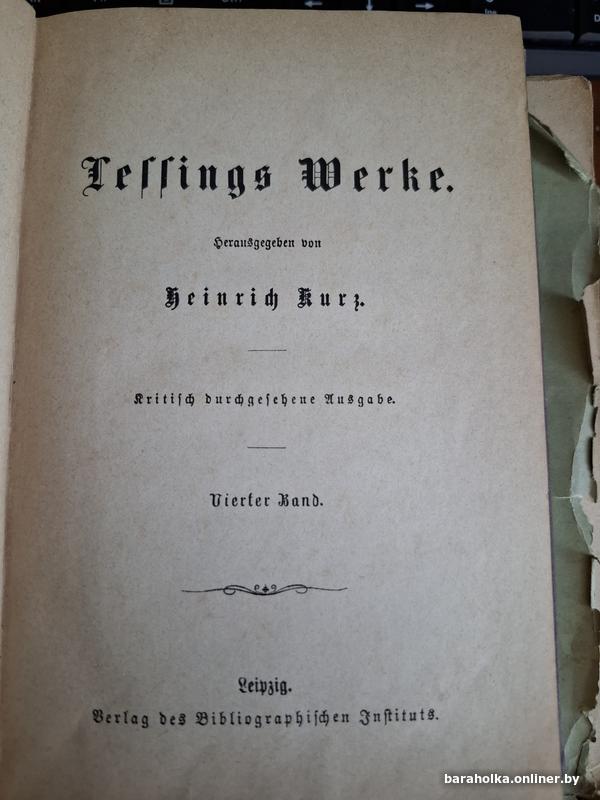 Leſſings Werke.
Herausgegeben von
Heinrich Kurz.
Kritiſch durchgeſehene Ausgabe.
Vierter Band.
Leipzig.
Verlag des Bibliographiſchen Inſtituts.
baraholka.onliner.by